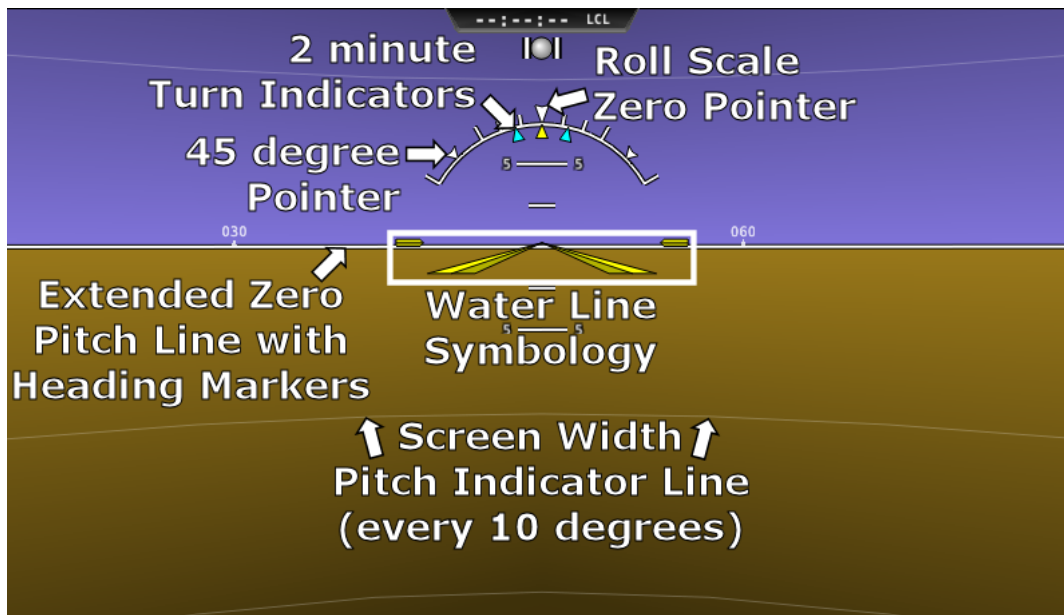 --:--:-- LCL
2 minute
Turn Indicators
Roll Scale
Zero Pointer
45 degree
Pointer
5 5
030 060
Extended Zero
Pitch Line with
Heading Markers
Water Line
5 5
Symbology
Screen Width
Pitch Indicator Line
(every 10 degrees)